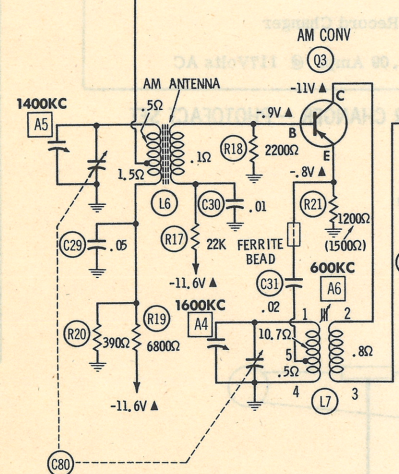 AM CONV
Q3
-11V ▲
C
AM ANTENNA
1400KC
.5Ω
-.9V ▲
A5
B
R18
2200Ω
.1Ω
E
1.5Ω
-.8V ▲
L6
C30
.01
R21
1200Ω
(1500Ω)
C29
.05
R17
22K
FERRITE
BEAD
600KC
-11.6V ▲
C31
A6
1600KC
.02
R19
A4
1
2
R20
390Ω
6800Ω
10.7Ω
5
.8Ω
.5Ω
4
3
-11.6V ▲
L7
C80